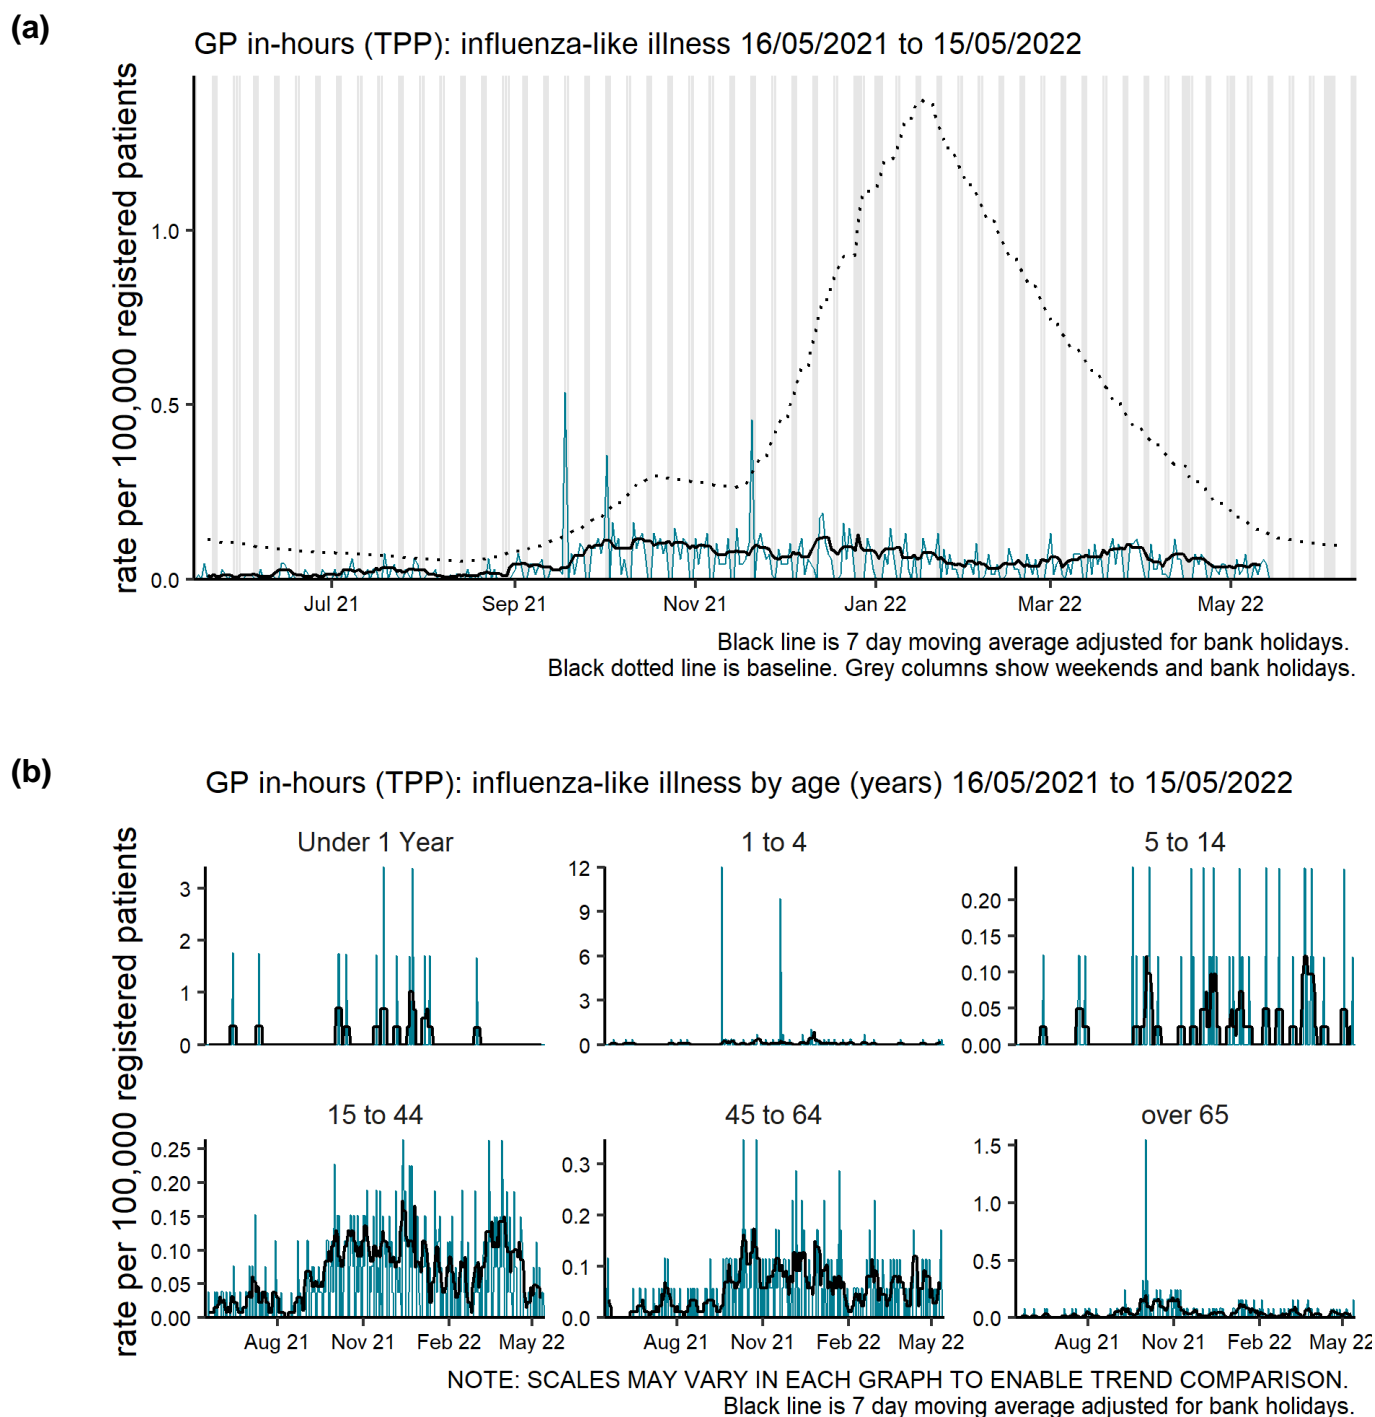 (a)
GP in-hours (TPP): influenza-like illness 16/05/2021 to 15/05/2022
rate per 100,000 registered patients
1.0
0.5
0.0
Jul 21 Sep 21 Nov 21 Jan 22 Mar 22 May 22
Black line is 7 day moving average adjusted for bank holidays.
Black dotted line is baseline. Grey columns show weekends and bank holidays.
(b)
GP in-hours (TPP): influenza-like illness by age (years) 16/05/2021 to 15/05/2022
rate per 100,000 registered patients
Under 1 Year
3
2
1
0
1 to 4
12
9
6
3
0
5 to 14
0.20
0.15
0.10
0.05
0.00
15 to 44
0.25
0.20
0.15
0.10
0.05
0.00
Aug 21 Nov 21 Feb 22 May 22
45 to 64
0.3
0.2
0.1
0.0
Aug 21 Nov 21 Feb 22 May 22
over 65
1.5
1.0
0.5
0.0
Aug 21 Nov 21 Feb 22 May 22
NOTE: SCALES MAY VARY IN EACH GRAPH TO ENABLE TREND COMPARISON.
Black line is 7 day moving average adjusted for bank holidays.